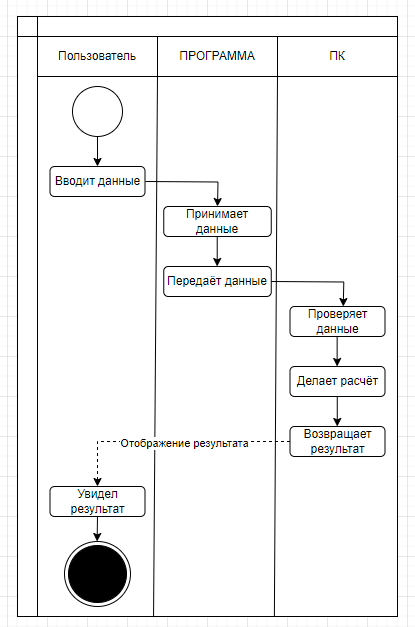 Пользователь
ПРОГРАММА
ПК
Вводит данные
Принимает
данные
Передаёт данные
Проверяет
данные
Делает расчёт
Возвращает
результат
Отображение результата
Увидел
результат